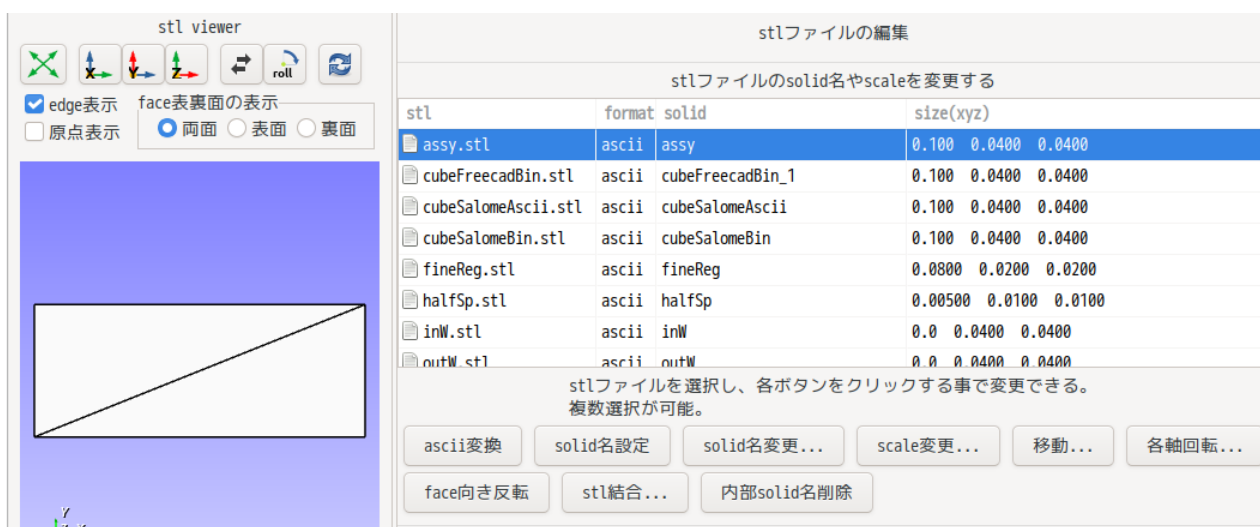 stl viewer
X Y Z roll
edge表示 face表裏面の表示
原点表示 両面 表面 裏面
Y
stlファイルの編集
stlファイルのsolid名やscaleを変更する
stl format solid size(xyz)
assy.stl ascii assy 0.100 0.0400 0.0400
cubeFreecadBin.stl ascii cubeFreecadBin_1 0.100 0.0400 0.0400
cubeSalomeAscii.stl ascii cubeSalomeAscii 0.100 0.0400 0.0400
cubeSalomeBin.stl ascii cubeSalomeBin 0.100 0.0400 0.0400
fineReg.stl ascii fineReg 0.0800 0.0200 0.0200
halfSp.stl ascii halfSp 0.00500 0.0100 0.0100
inW.stl ascii inW 0.0 0.0400 0.0400
outW.stl ascii outW 0.0 0.0400 0.0400
stlファイルを選択し、各ボタンをクリックする事で変更できる。
複数選択が可能。
ascii変換 solid名設定 solid名変更... scale変更... 移動... 各軸回転...
face向き反転 stl結合... 内部solid名削除